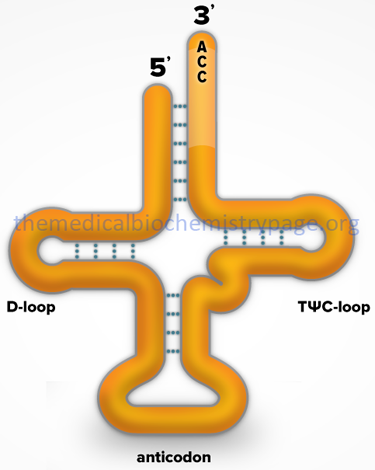 3’
5’
A
C
C
themedicalbiochemistrypage.org
D-loop
TΨC-loop
anticodon